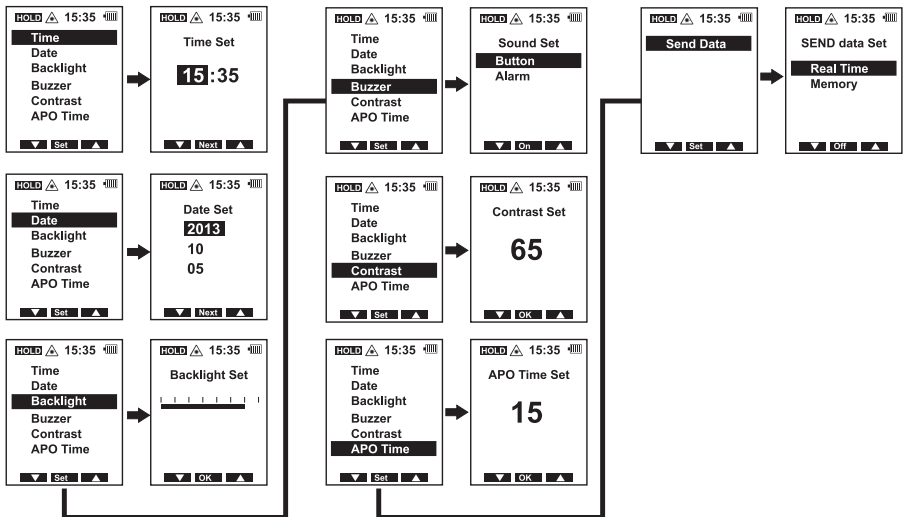 HOLD 15:35
Time
Date
Backlight
Buzzer
Contrast
APO Time
Set
HOLD 15:35
Time Set
15:35
Next
HOLD 15:35
Time
Date
Backlight
Buzzer
Contrast
APO Time
Set
HOLD 15:35
Date Set
2013
10
05
Next
HOLD 15:35
Time
Date
Backlight
Buzzer
Contrast
APO Time
Set
HOLD 15:35
Backlight Set
OK
HOLD 15:35
Time
Date
Backlight
Buzzer
Contrast
APO Time
Set
HOLD 15:35
Sound Set
Button
Alarm
On
HOLD 15:35
Time
Date
Backlight
Buzzer
Contrast
APO Time
Set
HOLD 15:35
Contrast Set
65
OK
HOLD 15:35
Time
Date
Backlight
Buzzer
Contrast
APO Time
Set
HOLD 15:35
APO Time Set
15
OK
HOLD 15:35
Send Data
Set
HOLD 15:35
SEND data Set
Real Time
Memory
Off